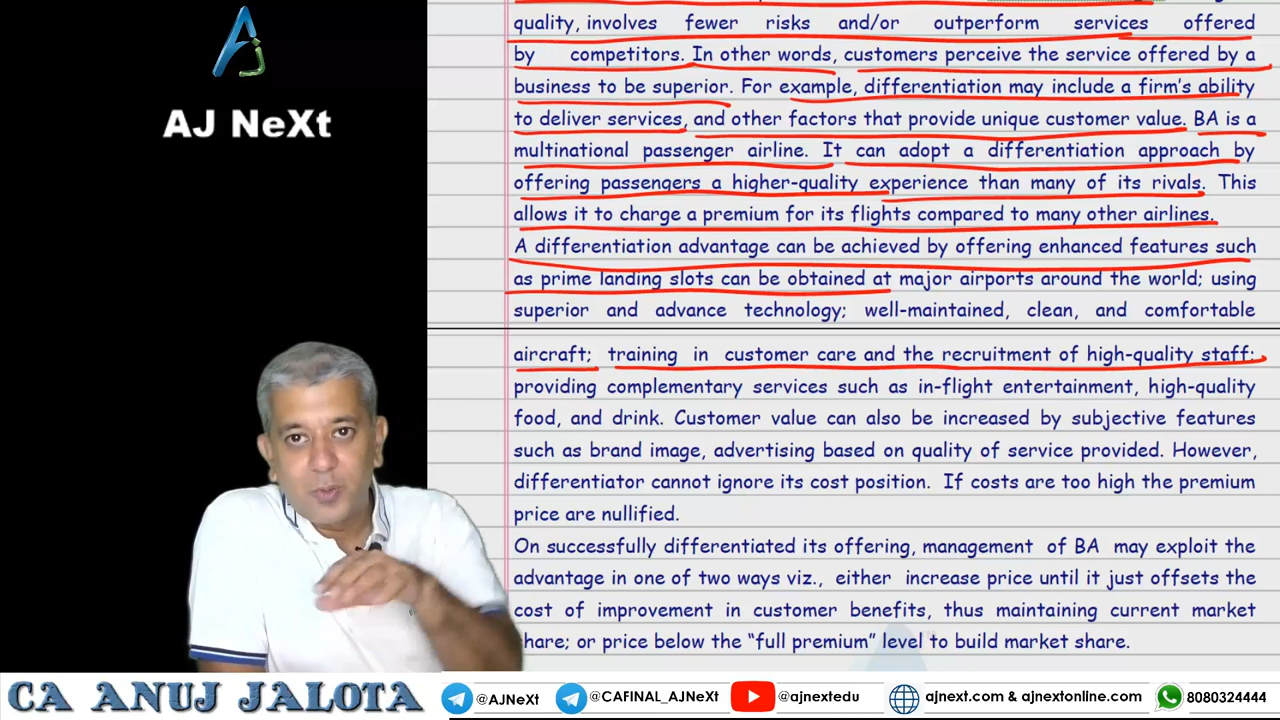 AJ NeXt
quality, involves fewer risks and/or outperform services offered
by competitors. In other words, customers perceive the service offered by a
business to be superior. For example, differentiation may include a firm's ability
to deliver services, and other factors that provide unique customer value. BA is a
multinational passenger airline. It can adopt a differentiation approach by
offering passengers a higher-quality experience than many of its rivals. This
allows it to charge a premium for its flights compared to many other airlines.
A differentiation advantage can be achieved by offering enhanced features such
as prime landing slots can be obtained at major airports around the world; using
superior and advance technology; well-maintained, clean, and comfortable
aircraft; training in customer care and the recruitment of high-quality staff;
providing complementary services such as in-flight entertainment, high-quality
food, and drink. Customer value can also be increased by subjective features
such as brand image, advertising based on quality of service provided. However,
differentiator cannot ignore its cost position. If costs are too high the premium
price are nullified.
On successfully differentiated its offering, management of BA may exploit the
advantage in one of two ways viz., either increase price until it just offsets the
cost of improvement in customer benefits, thus maintaining current market
share; or price below the "full premium" level to build market share.
CA ANUJ JALOTA @AJNeXt @CAFINAL_AJNeXt @ajnextedu ajnext.com & ajnextonline.com 8080324444